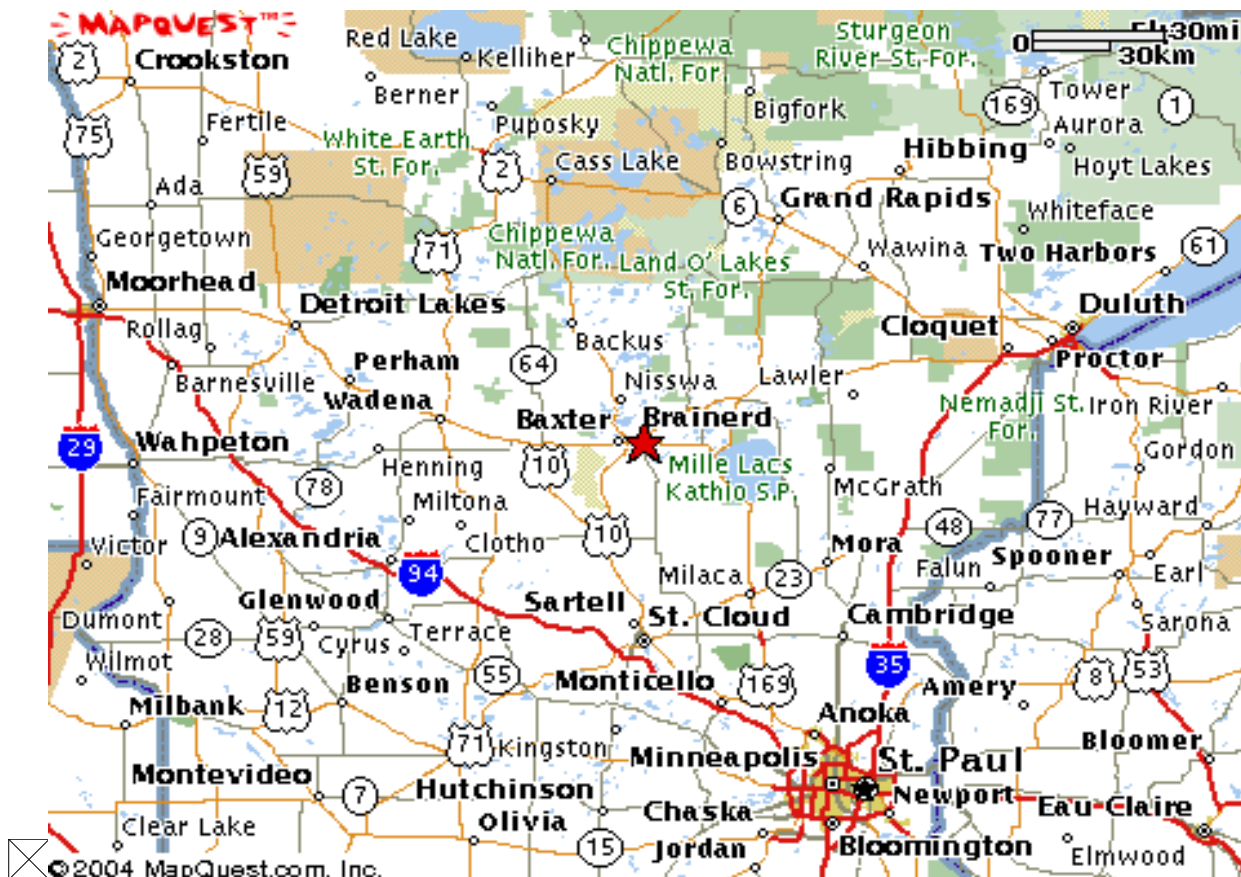 MAPQUEST™
Red Lake
Kelliher
Chippewa
Natl. For.
Sturgeon
River St. For.
0
30mi
30km
2
Crookston
Berner
Bigfork
169
Tower
1
75
Fertile
Puposky
Aurora
White Earth
St. For.
59
2
Cass Lake
Bowstring
Hibbing
Hoyt Lakes
Ada
6
Grand Rapids
Whiteface
Georgetown
71
Chippewa
Natl. For.
Land O' Lakes
St. For.
Wawina
Two Harbors
61
Moorhead
Detroit Lakes
Duluth
Rollag
Backus
Cloquet
Proctor
Perham
64
Barnesville
Nisswa
Lawler
Wadena
Nemadji St.
For.
Iron River
29
Wahpeton
Baxter
Brainerd
Gordon
Henning
10
Mille Lacs
Kathio S.P.
78
McGrath
Fairmount
Miltona
Hayward
9
Alexandria
Clotho
10
48
77
Victor
Mora
Spooner
94
Milaca
23
Falun
Earl
Glenwood
Sartell
St. Cloud
Cambridge
Dumont
28
59
Cyrus
Terrace
Sarona
Wilmot
55
35
8
53
Benson
Monticello
169
Amery
Milbank
12
Anoka
71
Kingston
Minneapolis
St. Paul
Bloomer
Montevideo
7
Hutchinson
Newport
Eau Claire
Clear Lake
Olivia
Chaska
15
Jordan
Bloomington
Elmwood
©2004 MapQuest.com, Inc.